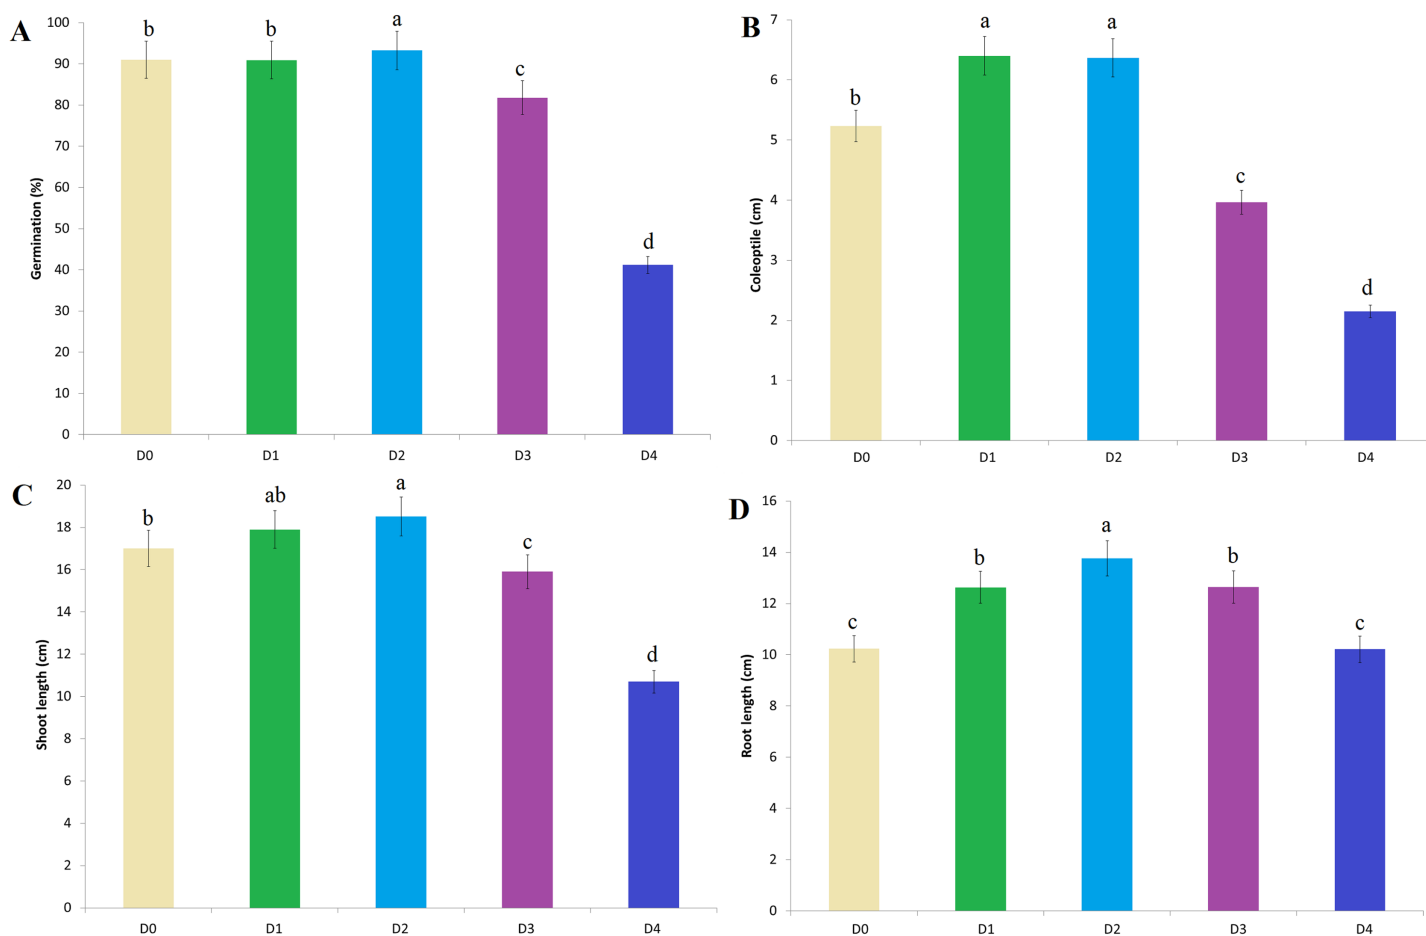 A
Germination (%)
100
90
80
70
60
50
40
30
20
10
0
b
b
a
c
d
D0 D1 D2 D3 D4
B
Coleoptile (cm)
7
6
5
4
3
2
1
0
b
a
a
c
d
D0 D1 D2 D3 D4
C
Shoot length (cm)
20
18
16
14
12
10
8
6
4
2
0
b
ab
a
c
d
D0 D1 D2 D3 D4
D
Root length (cm)
16
14
12
10
8
6
4
2
0
c
b
a
b
c
D0 D1 D2 D3 D4